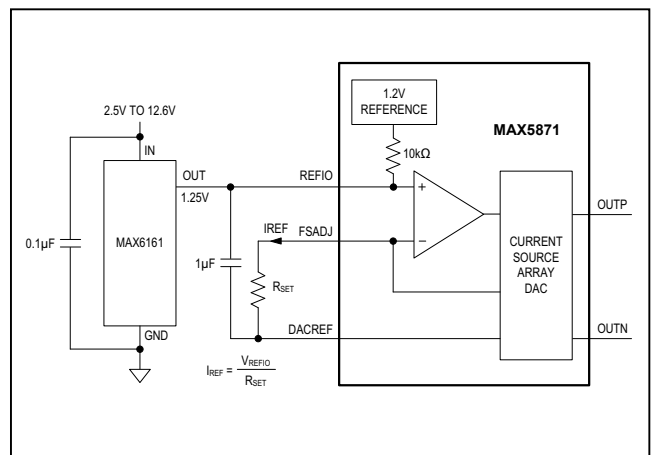 1.2V
REFERENCE
MAX5871
10kΩ
2.5V TO 12.6V
IN
OUT
1.25V
REFIO
+
OUTP
0.1µF
MAX6161
1µF
IREF
FSADJ
−
RSET
CURRENT
SOURCE
ARRAY
DAC
GND
DACREF
OUTN
IREF = VREFIO
RSET